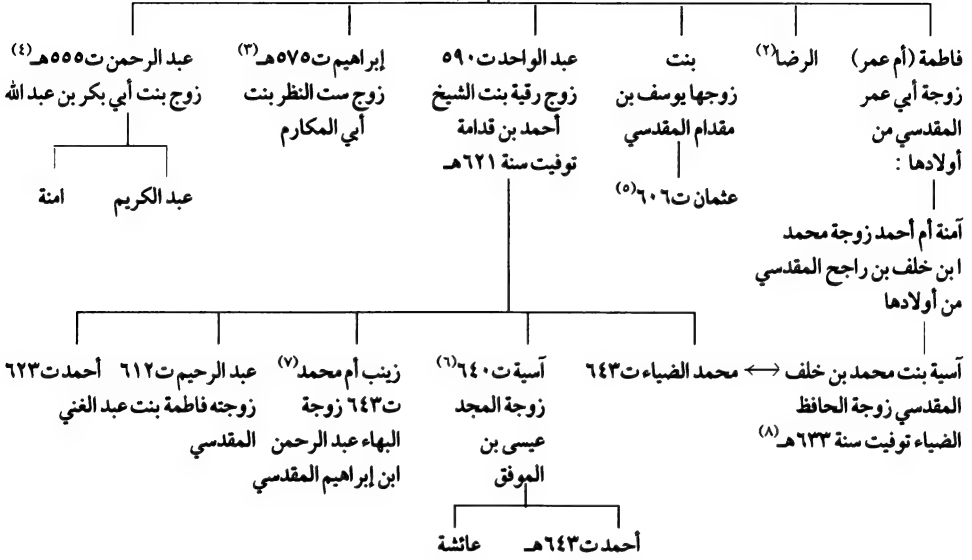 فاطمة (أم عمر)
زوجة أبي عمر
المقدسي من
أولادها :
الرضا(٢)
بنت
زوجها يوسف بن
مقدام المقدسي
عثمان ت٦٠٦(٥)
عبد الواحد ت٥٩٠
زوج رقية بنت الشيخ
أحمد بن قدامة
توفيت سنة ٦٢١هـ
إبراهيم ت٥٧٥هـ(٣)
زوج ست النظر بنت
أبي المكارم
عبد الرحمن ت٥٥٥هـ(٤)
زوج بنت أبي بكر بن عبد الله
عبد الكريم
امنة
آمنة أم أحمد زوجة محمد
ابن خلف بن راجح المقدسي
من أولادها
آسية بنت محمد بن خلف
المقدسي زوجة الحافظ
الضياء توفيت سنة ٦٣٣هـ(٨)
↔
محمد الضياء ت٦٤٣
آسية ت٦٤٠(٦)
زوجة المجد
عيسى بن
الموفق
زينب أم محمد(٧)
ت٦٤٣ زوجة
البهاء عبد الرحمن
ابن إبراهيم المقدسي
عبد الرحيم ت٦١٢
زوجته فاطمة بنت عبد الغني
المقدسي
أحمد ت٦٢٣
أحمد ت٦٤٣هـ
عائشة